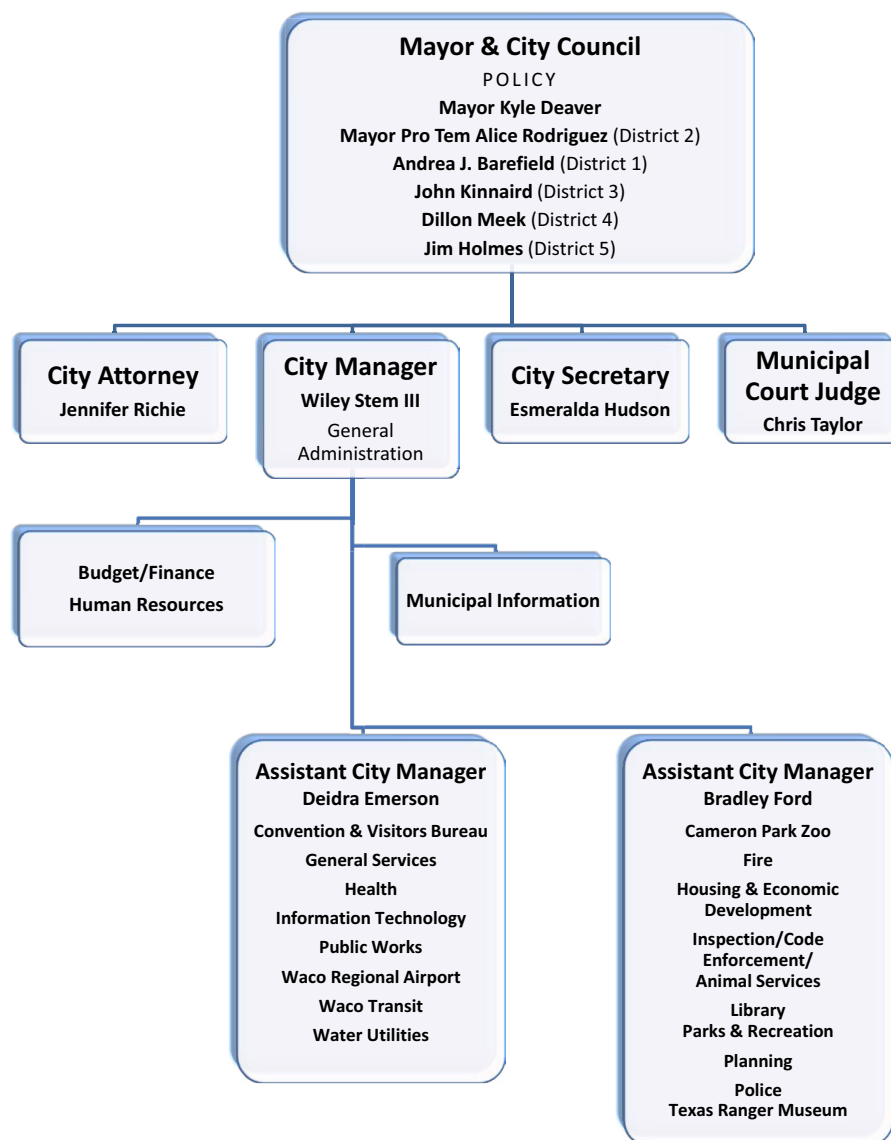 Mayor & City Council
POLICY
Mayor Kyle Deaver
Mayor Pro Tem Alice Rodriguez (District 2)
Andrea J. Barefield (District 1)
John Kinnaird (District 3)
Dillon Meek (District 4)
Jim Holmes (District 5)
City Attorney
Jennifer Richie
City Manager
Wiley Stem III
General
Administration
City Secretary
Esmeralda Hudson
Municipal
Court Judge
Chris Taylor
Budget/Finance
Human Resources
Municipal Information
Assistant City Manager
Deidra Emerson
Convention & Visitors Bureau
General Services
Health
Information Technology
Public Works
Waco Regional Airport
Waco Transit
Water Utilities
Assistant City Manager
Bradley Ford
Cameron Park Zoo
Fire
Housing & Economic
Development
Inspection/Code
Enforcement/
Animal Services
Library
Parks & Recreation
Planning
Police
Texas Ranger Museum